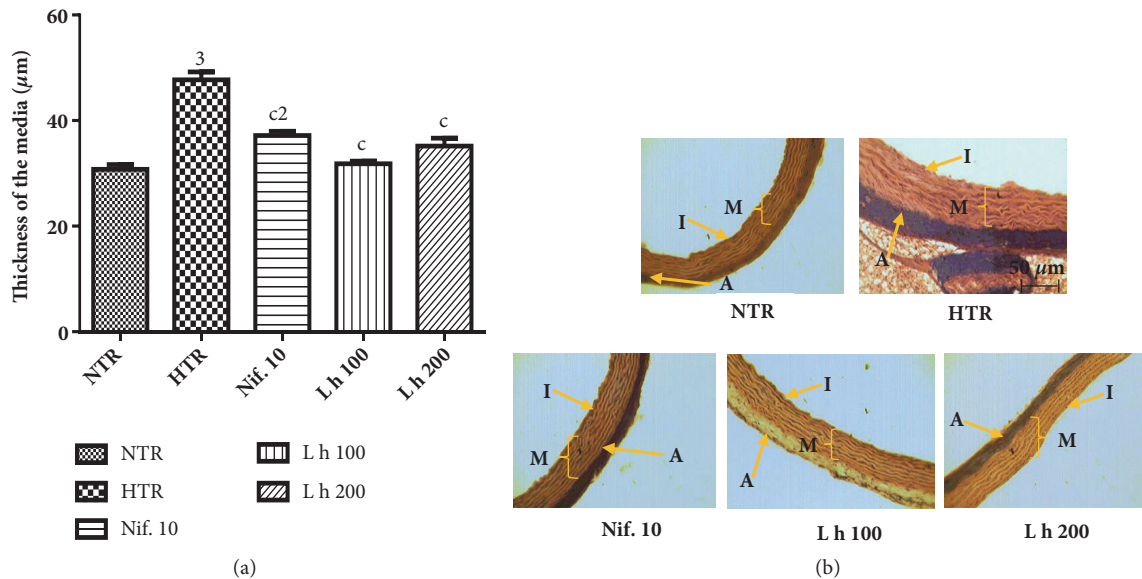 60
40
20
0
Thickness of the media (μm)
3
c2
c
c
NTR
HTR
Nif. 10
L h 100
L h 200
NTR
HTR
Nif. 10
L h 100
L h 200
(a)
I
M
A
NTR
I
M
A
50 μm
HTR
I
M
A
Nif. 10
I
M
A
L h 100
I
A
M
L h 200
(b)